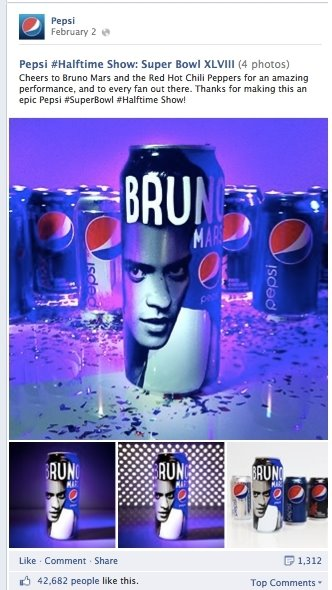 Pepsi
February 2
Pepsi #Halftime Show: Super Bowl XLVIII (4 photos)
Cheers to Bruno Mars and the Red Hot Chili Peppers for an amazing
performance, and to every fan out there. Thanks for making this an
epic Pepsi #SuperBowl #Halftime Show!
BRUNO
MARS
pepsi
pepsi
BRUNO
MARS
BRUNO
MARS
BRUNO
MARS
pepsi
Like · Comment · Share
1,312
42,682 people like this.
Top Comments